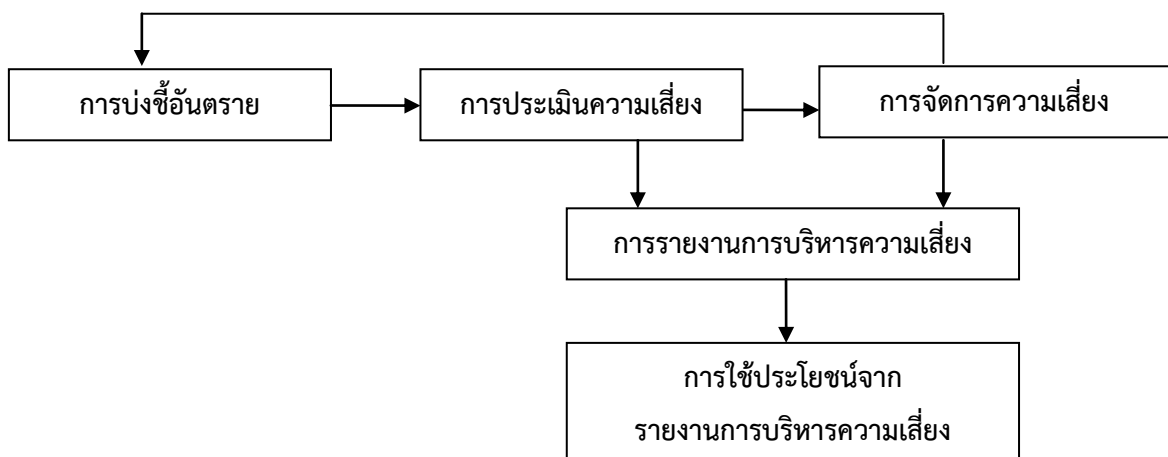 การบ่งชี้อันตราย
การประเมินความเสี่ยง
การจัดการความเสี่ยง
การรายงานการบริหารความเสี่ยง
การใช้ประโยชน์จาก
รายงานการบริหารความเสี่ยง